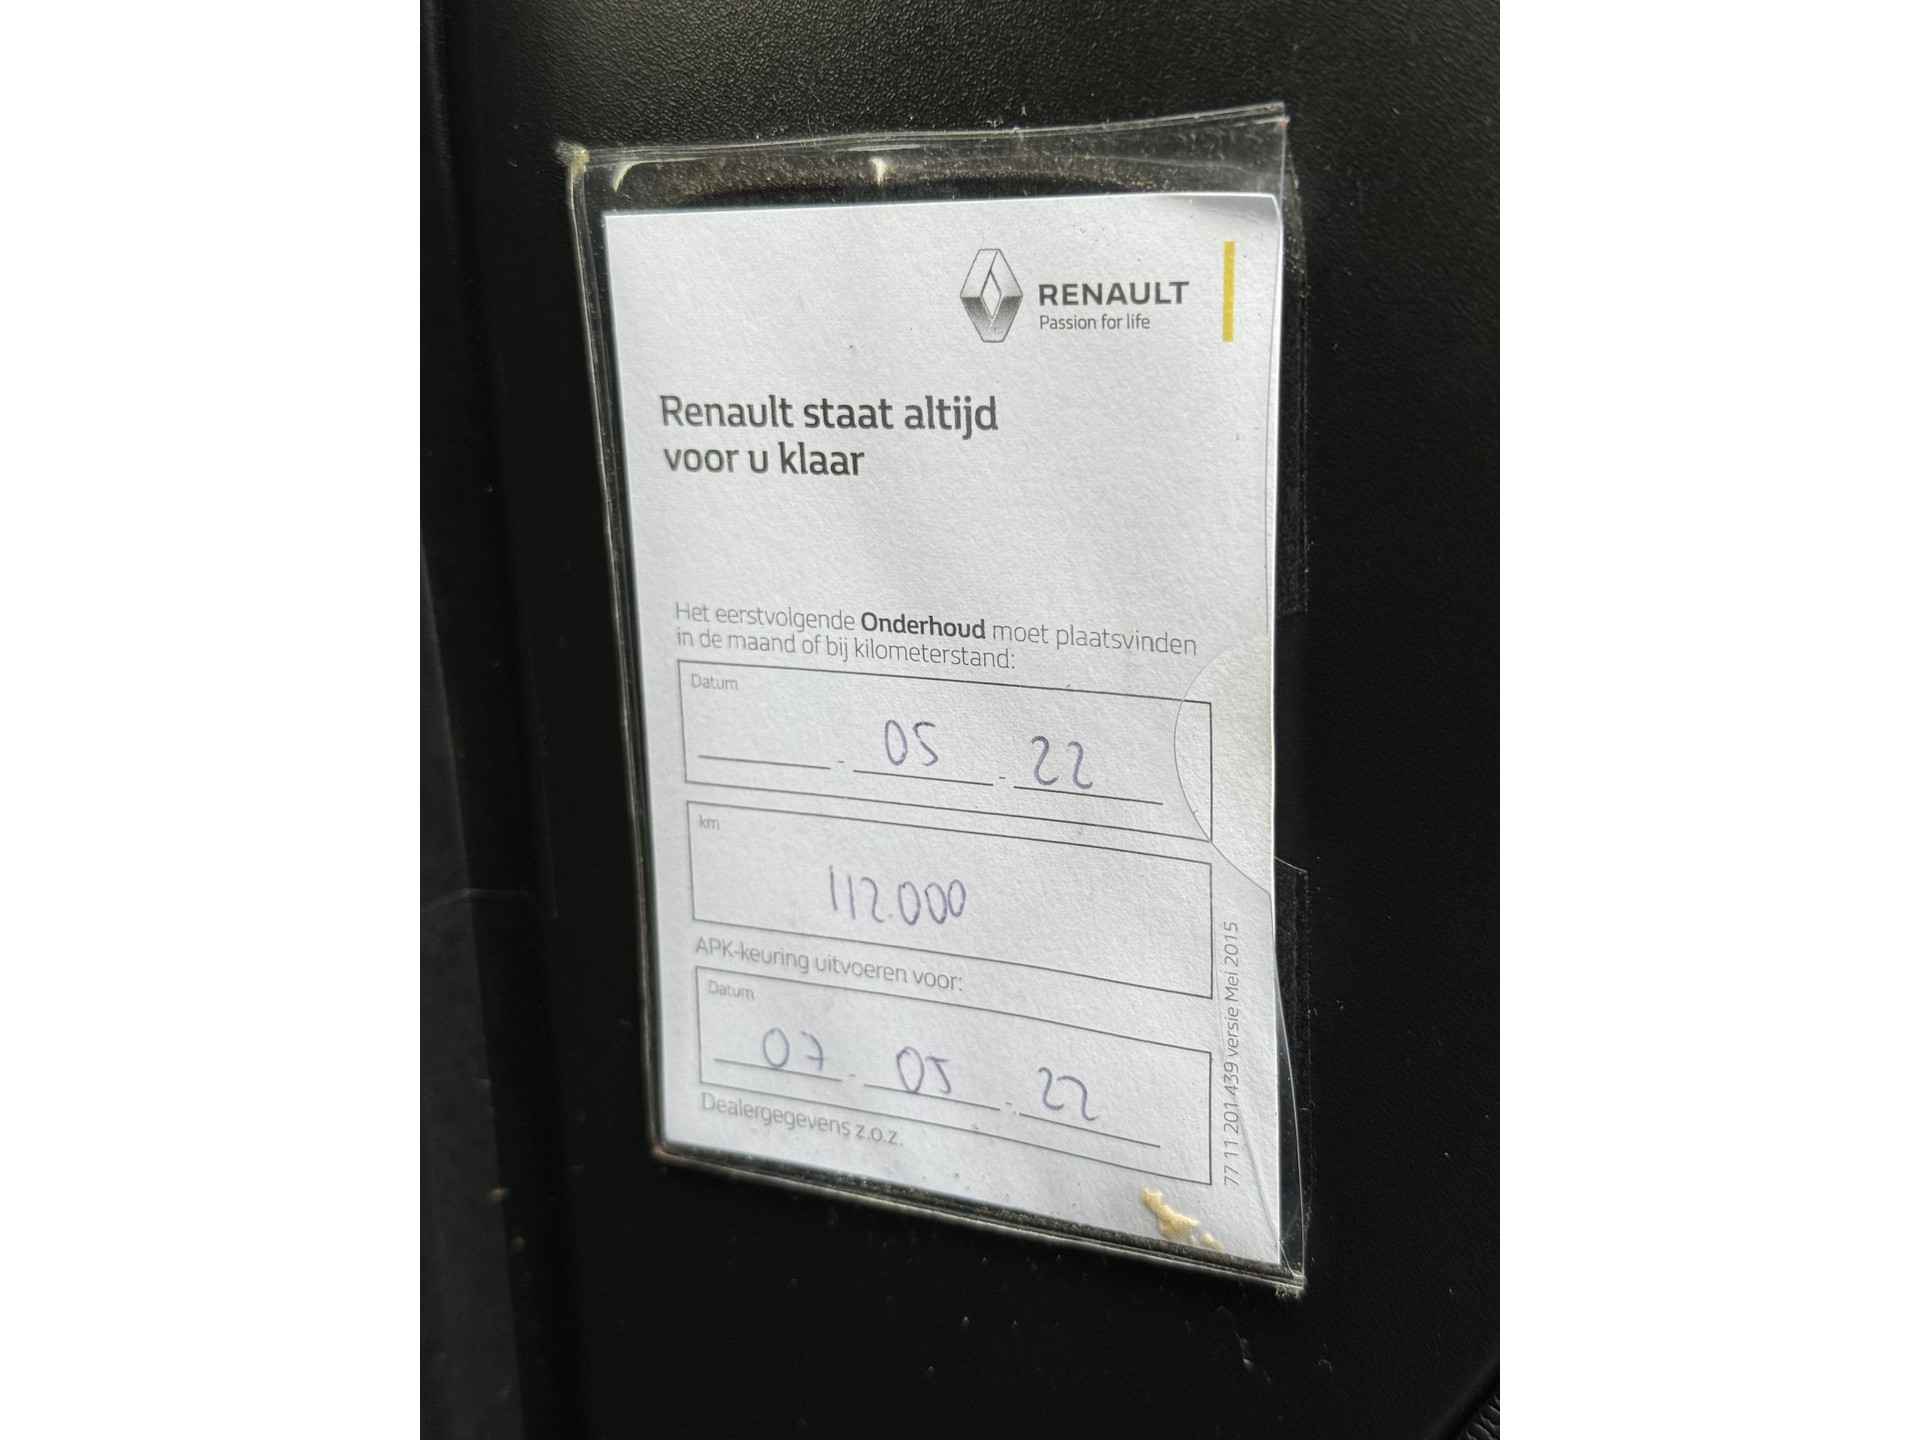 RENAULT
Passion for life
Renault staat altijd
voor u klaar
Het eerstvolgende Onderhoud moet plaatsvinden
in de maand of bij kilometerstand:
Datum
- 05 - 22
km
112.000
APK-keuring uitvoeren voor:
Datum
07 - 05 - 22
Dealergegevens z.o.z.
77 11 201 439 versie Mei 2015